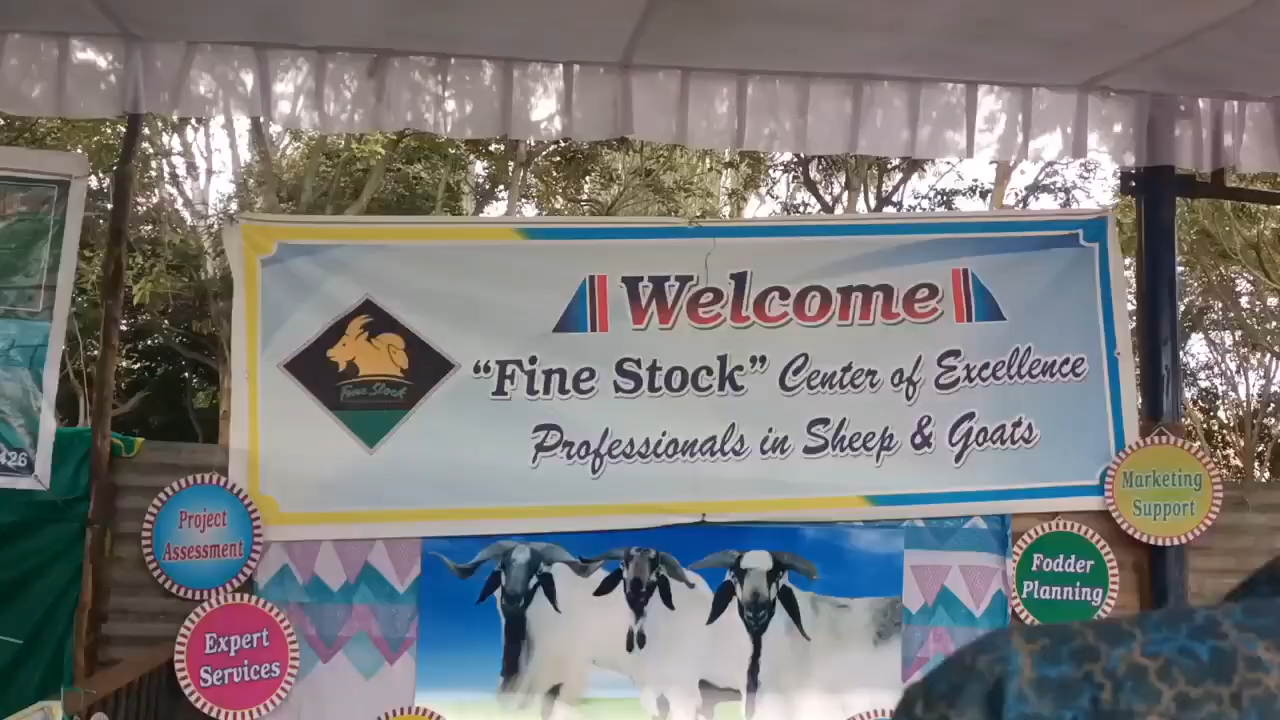 Welcome
"Fine Stock" Center of Excellence
Professionals in Sheep & Goats
Fine Stock
Project
Assessment
Expert
Services
Marketing
Support
Fodder
Planning
426